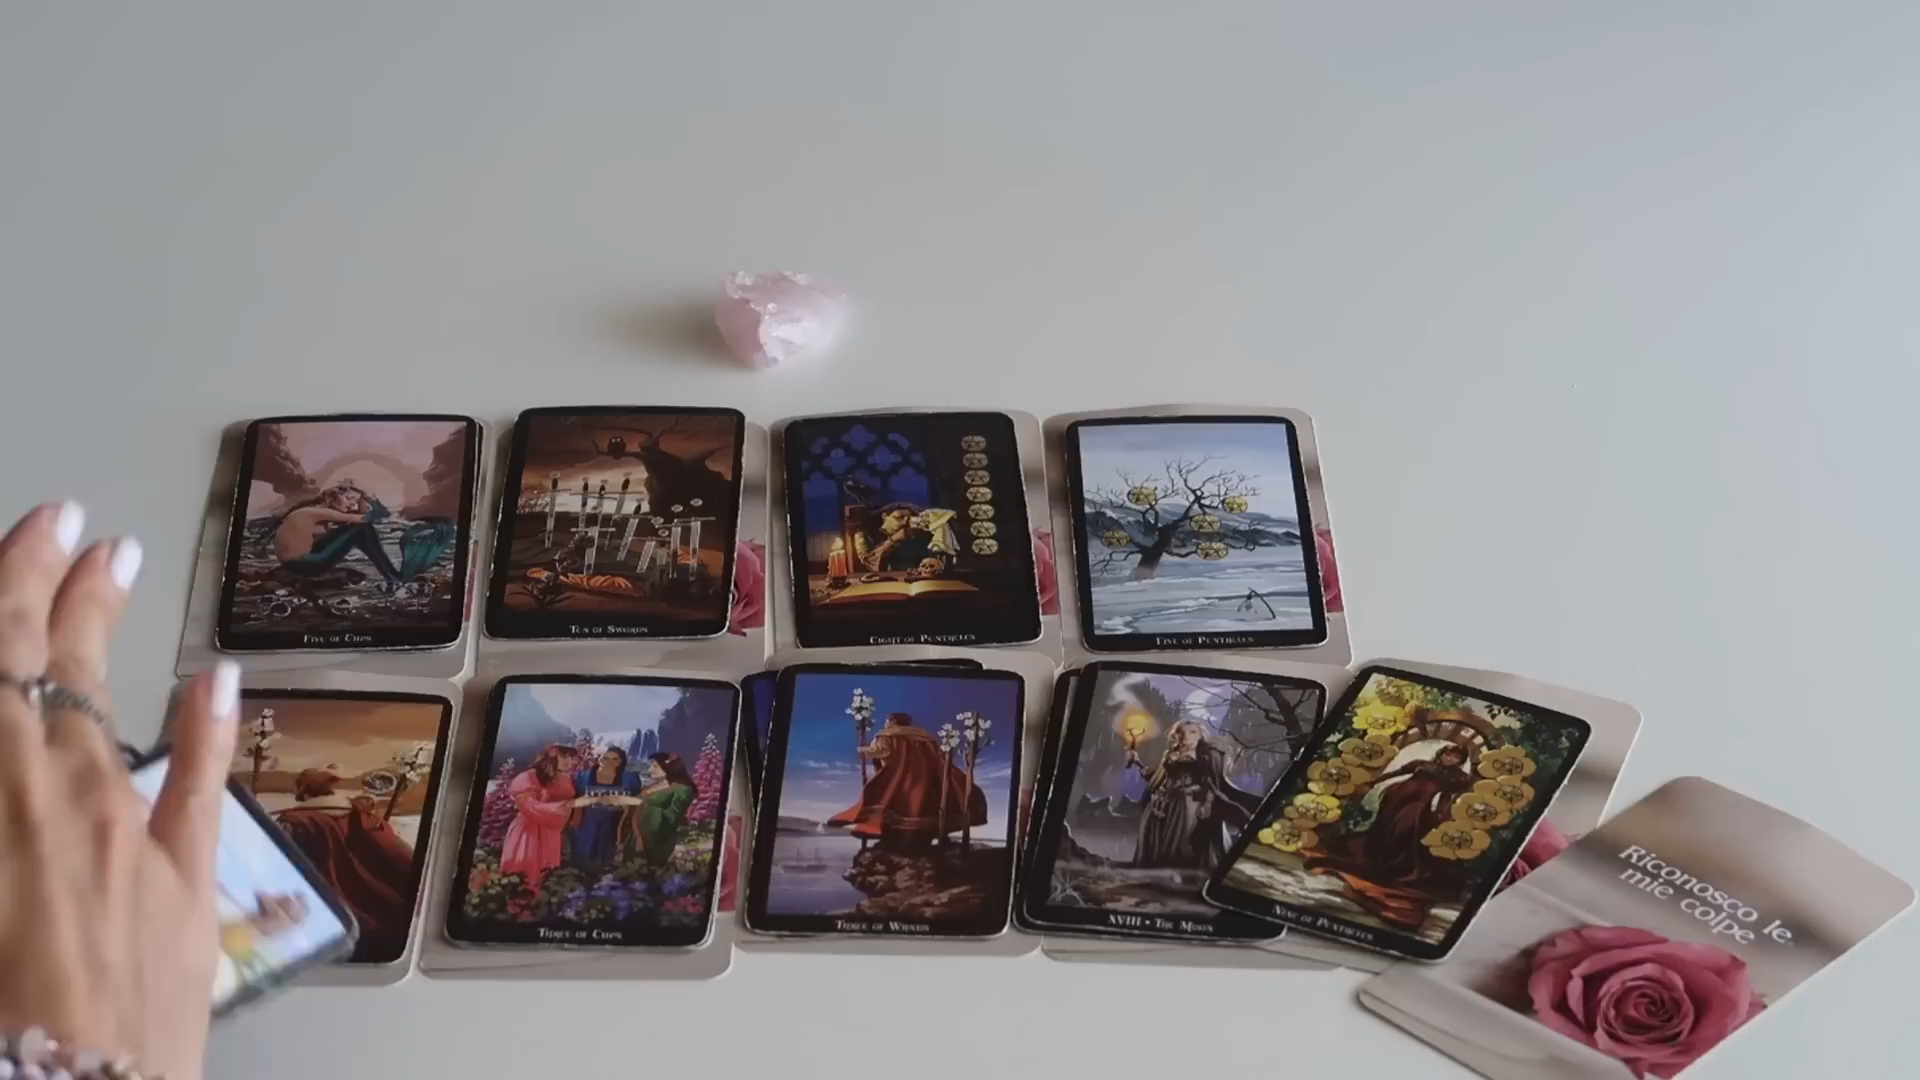 Five of Cups
Ten of Swords
Eight of Pentacles
Five of Pentacles
Three of Cups
Three of Wands
XVIII • The Moon
Nine of Pentacles
Riconosco le
mie colpe